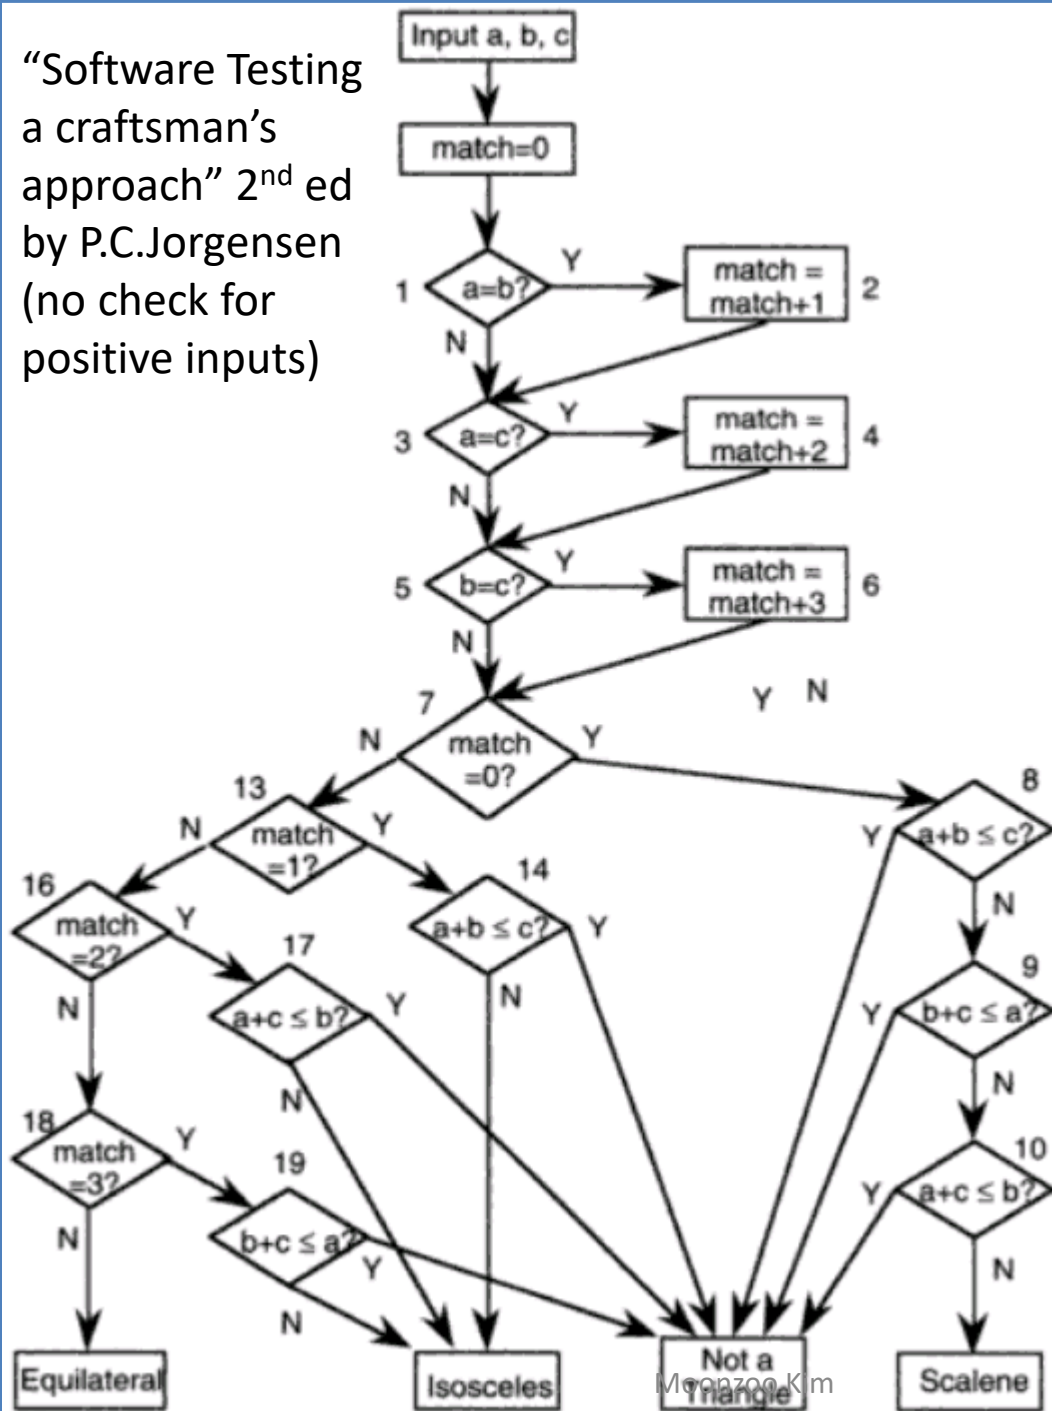 “Software Testing
a craftsman’s
approach” 2nd ed
by P.C.Jorgensen
(no check for
positive inputs)
Input a, b, c
match=0
1
a=b?
Y
N
match =
match+1
2
3
a=c?
Y
N
match =
match+2
4
5
b=c?
Y
N
match =
match+3
6
Y N
7
match
=0?
N
Y
8
a+b ≤ c?
Y
N
13
match
=1?
N
Y
14
a+b ≤ c?
Y
N
16
match
=2?
Y
N
17
a+c ≤ b?
Y
N
9
b+c ≤ a?
Y
N
18
match
=3?
Y
N
19
b+c ≤ a?
Y
N
10
a+c ≤ b?
Y
N
Equilateral
Isosceles
Not a
Triangle
Moonzoo Kim
Scalene